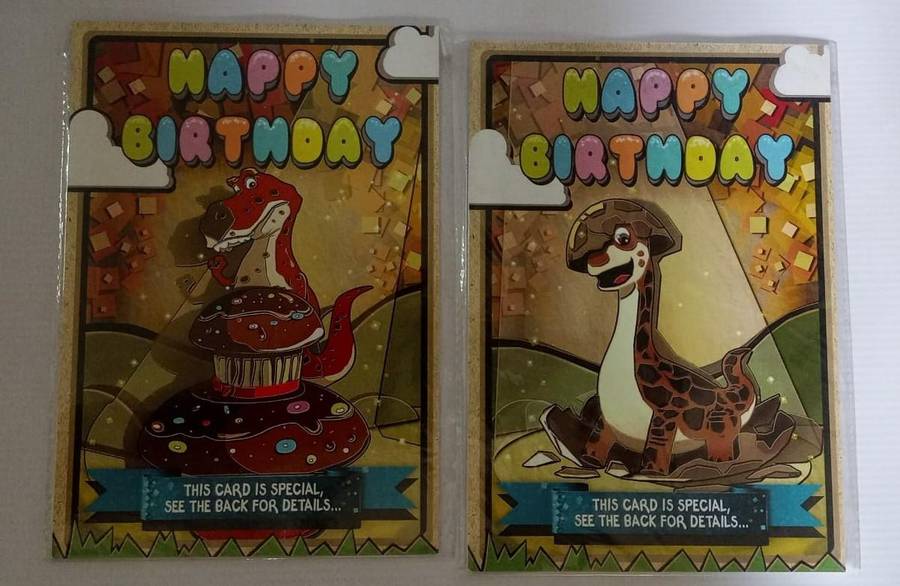 HAPPY
BIRTHDAY
THIS CARD IS SPECIAL,
SEE THE BACK FOR DETAILS...
HAPPY
BIRTHDAY
THIS CARD IS SPECIAL,
SEE THE BACK FOR DETAILS...